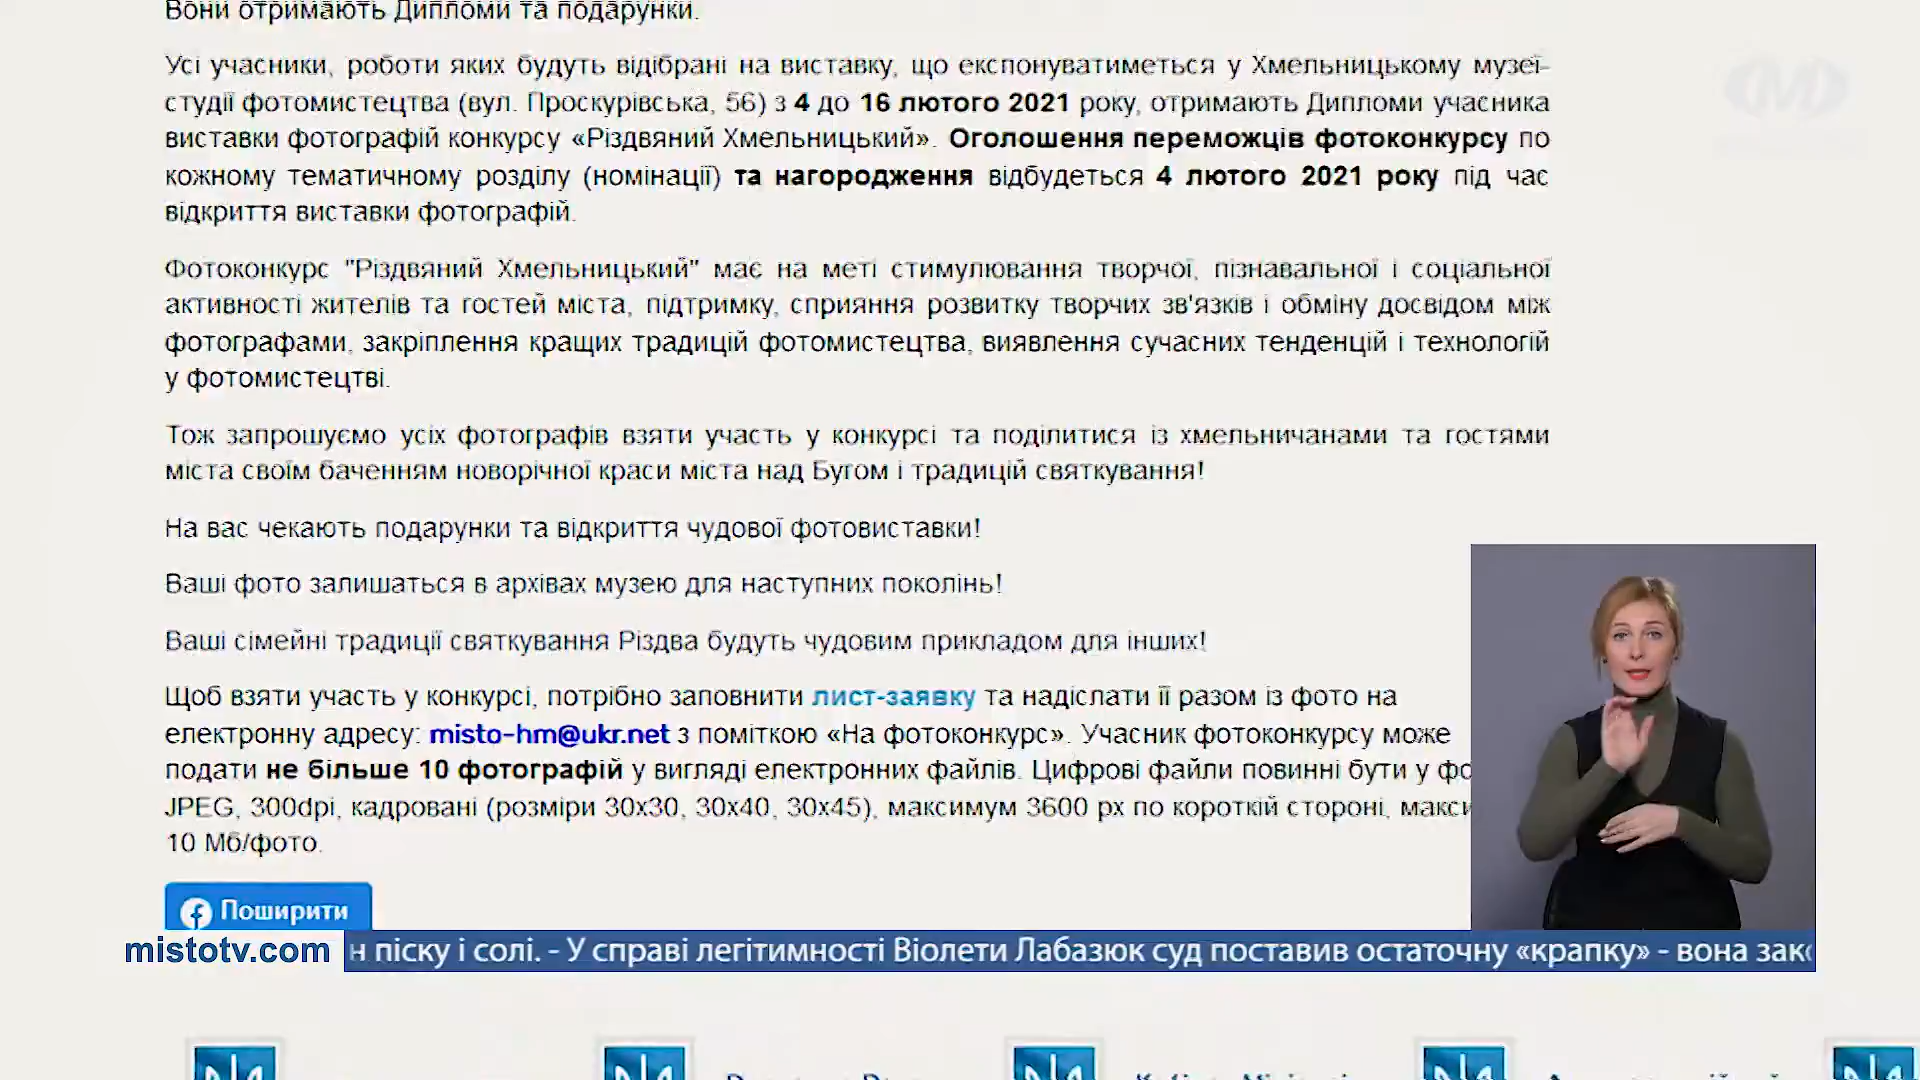 Вони отримають Дипломи та подарунки.
Усі учасники, роботи яких будуть відібрані на виставку, що експонуватиметься у Хмельницькому музеї-
студії фотомистецтва (вул. Проскурівська, 56) з 4 до 16 лютого 2021 року, отримають Дипломи учасника
виставки фотографій конкурсу «Різдвяний Хмельницький». Оголошення переможців фотоконкурсу по
кожному тематичному розділу (номінації) та нагородження відбудеться 4 лютого 2021 року під час
відкриття виставки фотографій.
Фотоконкурс "Різдвяний Хмельницький" має на меті стимулювання творчої, пізнавальної і соціальної
активності жителів та гостей міста, підтримку, сприяння розвитку творчих зв'язків і обміну досвідом між
фотографами, закріплення кращих традицій фотомистецтва, виявлення сучасних тенденцій і технологій
у фотомистецтві.
Тож запрошуємо усіх фотографів взяти участь у конкурсі та поділитися із хмельничанами та гостями
міста своїм баченням новорічної краси міста над Бугом і традицій святкування!
На вас чекають подарунки та відкриття чудової фотовиставки!
Ваші фото залишаться в архівах музею для наступних поколінь!
Ваші сімейні традиції святкування Різдва будуть чудовим прикладом для інших!
Щоб взяти участь у конкурсі, потрібно заповнити лист-заявку та надіслати її разом із фото на
електронну адресу: misto-hm@ukr.net з поміткою «На фотоконкурс». Учасник фотоконкурсу може
подати не більше 10 фотографій у вигляді електронних файлів. Цифрові файли повинні бути у фо
JPEG, 300dpi, кадровані (розміри 30х30, 30х40, 30х45), максимум 3600 рх по короткій стороні, макси
10 Мб/фото.
Поширити
mistotv.com н піску і солі. - У справі легітимності Віолети Лабазюк суд поставив остаточну «крапку» - вона зак